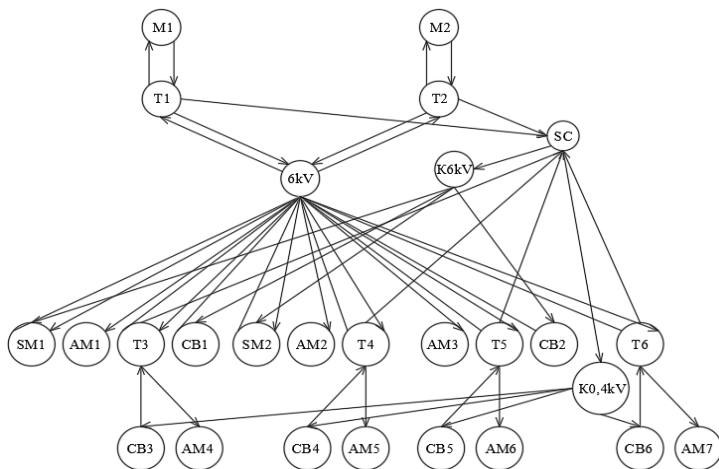 M1 M2
T1 T2
SC
6kV K6kV
SM1 AM1 T3 CB1 SM2 AM2 T4 AM3 T5 CB2 T6
K0,4kV
CB3 AM4 CB4 AM5 CB5 AM6 CB6 AM7